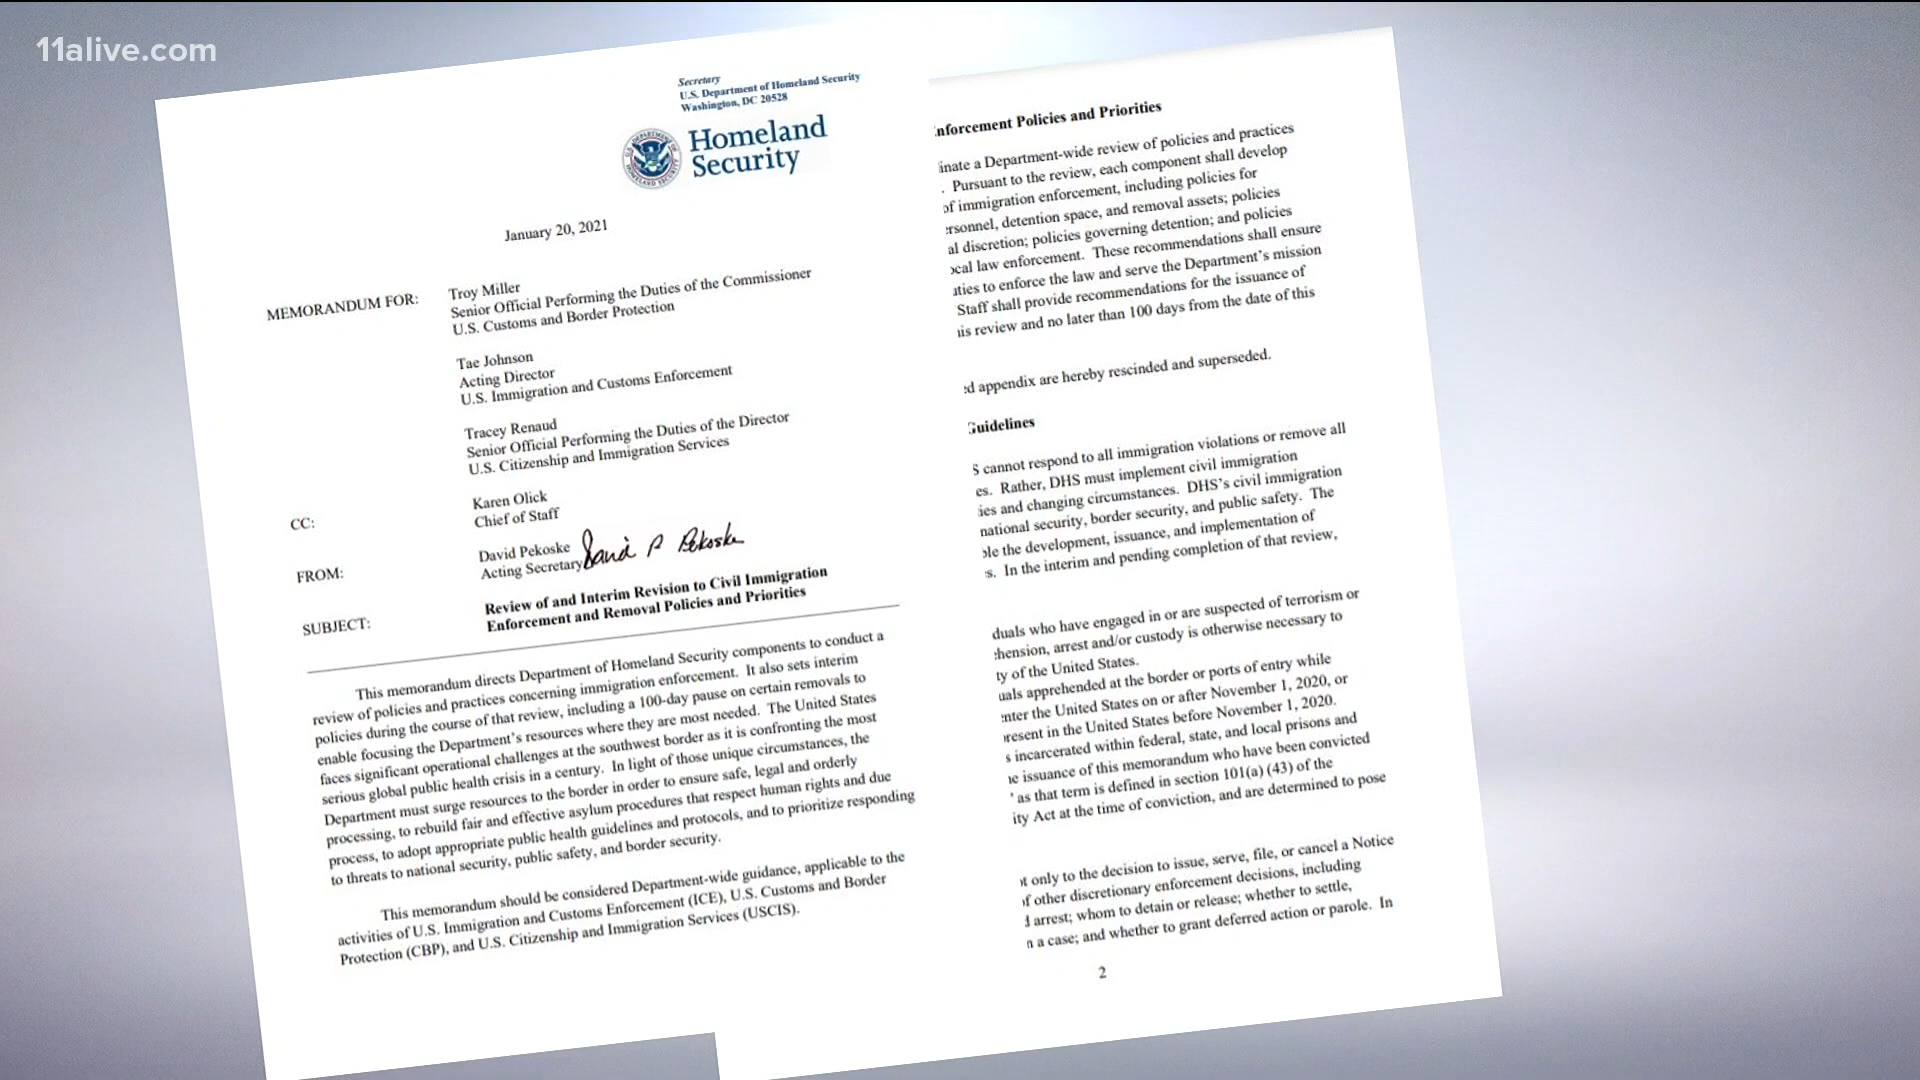 11alive.com
Secretary
U.S. Department of Homeland Security
Washington, DC 20528
Homeland
Security
January 20, 2021
MEMORANDUM FOR:
Troy Miller
Senior Official Performing the Duties of the Commissioner
U.S. Customs and Border Protection
Tae Johnson
Acting Director
U.S. Immigration and Customs Enforcement
Tracey Renaud
Senior Official Performing the Duties of the Director
U.S. Citizenship and Immigration Services
CC:
Karen Olick
Chief of Staff
FROM:
David Pekoske
Acting Secretary
David P Pekoske
SUBJECT:
Review of and Interim Revision to Civil Immigration
Enforcement and Removal Policies and Priorities
This memorandum directs Department of Homeland Security components to conduct a
review of policies and practices concerning immigration enforcement. It also sets interim
policies during the course of that review, including a 100-day pause on certain removals to
enable focusing the Department's resources where they are most needed. The United States
faces significant operational challenges at the southwest border as it is confronting the most
serious global public health crisis in a century. In light of those unique circumstances, the
Department must surge resources to the border in order to ensure safe, legal and orderly
processing, to rebuild fair and effective asylum procedures that respect human rights and due
process, to adopt appropriate public health guidelines and protocols, and to prioritize responding
to threats to national security, public safety, and border security.
This memorandum should be considered Department-wide guidance, applicable to the
activities of U.S. Immigration and Customs Enforcement (ICE), U.S. Customs and Border
Protection (CBP), and U.S. Citizenship and Immigration Services (USCIS).
nforcement Policies and Priorities
inate a Department-wide review of policies and practices
. Pursuant to the review, each component shall develop
of immigration enforcement, including policies for
rsonnel, detention space, and removal assets; policies
al discretion; policies governing detention; and policies
ocal law enforcement. These recommendations shall ensure
ities to enforce the law and serve the Department's mission
Staff shall provide recommendations for the issuance of
is review and no later than 100 days from the date of this
ed appendix are hereby rescinded and superseded.
Guidelines
S cannot respond to all immigration violations or remove all
es. Rather, DHS must implement civil immigration
ies and changing circumstances. DHS's civil immigration
national security, border security, and public safety. The
ble the development, issuance, and implementation of
s. In the interim and pending completion of that review,
duals who have engaged in or are suspected of terrorism or
hension, arrest and/or custody is otherwise necessary to
ty of the United States.
uals apprehended at the border or ports of entry while
nter the United States on or after November 1, 2020, or
resent in the United States before November 1, 2020.
s incarcerated within federal, state, and local prisons and
he issuance of this memorandum who have been convicted
" as that term is defined in section 101(a) (43) of the
ity Act at the time of conviction, and are determined to pose
t only to the decision to issue, serve, file, or cancel a Notice
of other discretionary enforcement decisions, including
d arrest; whom to detain or release; whether to settle,
n a case; and whether to grant deferred action or parole. In
2